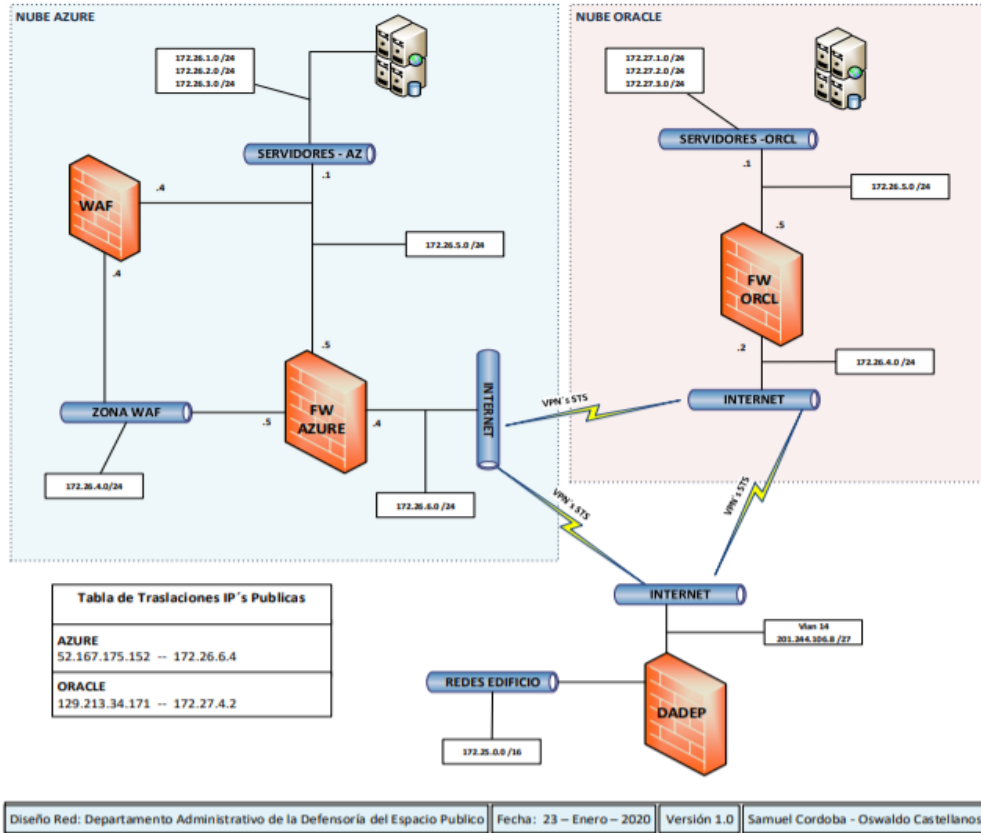 NUBE AZURE
172.26.1.0 /24
172.26.2.0 /24
172.26.3.0 /24
SERVIDORES - AZ
.1
.4
WAF
.4
172.26.5.0 /24
.5
ZONA WAF
.5
FW
AZURE
.4
INTERNET
172.26.4.0/24
172.26.6.0 /24
NUBE ORACLE
172.27.1.0 /24
172.27.2.0 /24
172.27.3.0 /24
SERVIDORES -ORCL
.1
172.26.5.0 /24
.5
FW
ORCL
.2
172.26.4.0 /24
INTERNET
VPN´s STS
VPN´s STS
VPN´s STS
INTERNET
Vlan 14
201.244.106.8 /27
REDES EDIFICIO
DADEP
172.25.0.0 /16
Tabla de Traslaciones IP´s Publicas
AZURE
52.167.175.152 -- 172.26.6.4
ORACLE
129.213.34.171 -- 172.27.4.2
Diseño Red: Departamento Administrativo de la Defensoría del Espacio Publico
Fecha: 23 – Enero – 2020
Versión 1.0
Samuel Cordoba - Oswaldo Castellanos